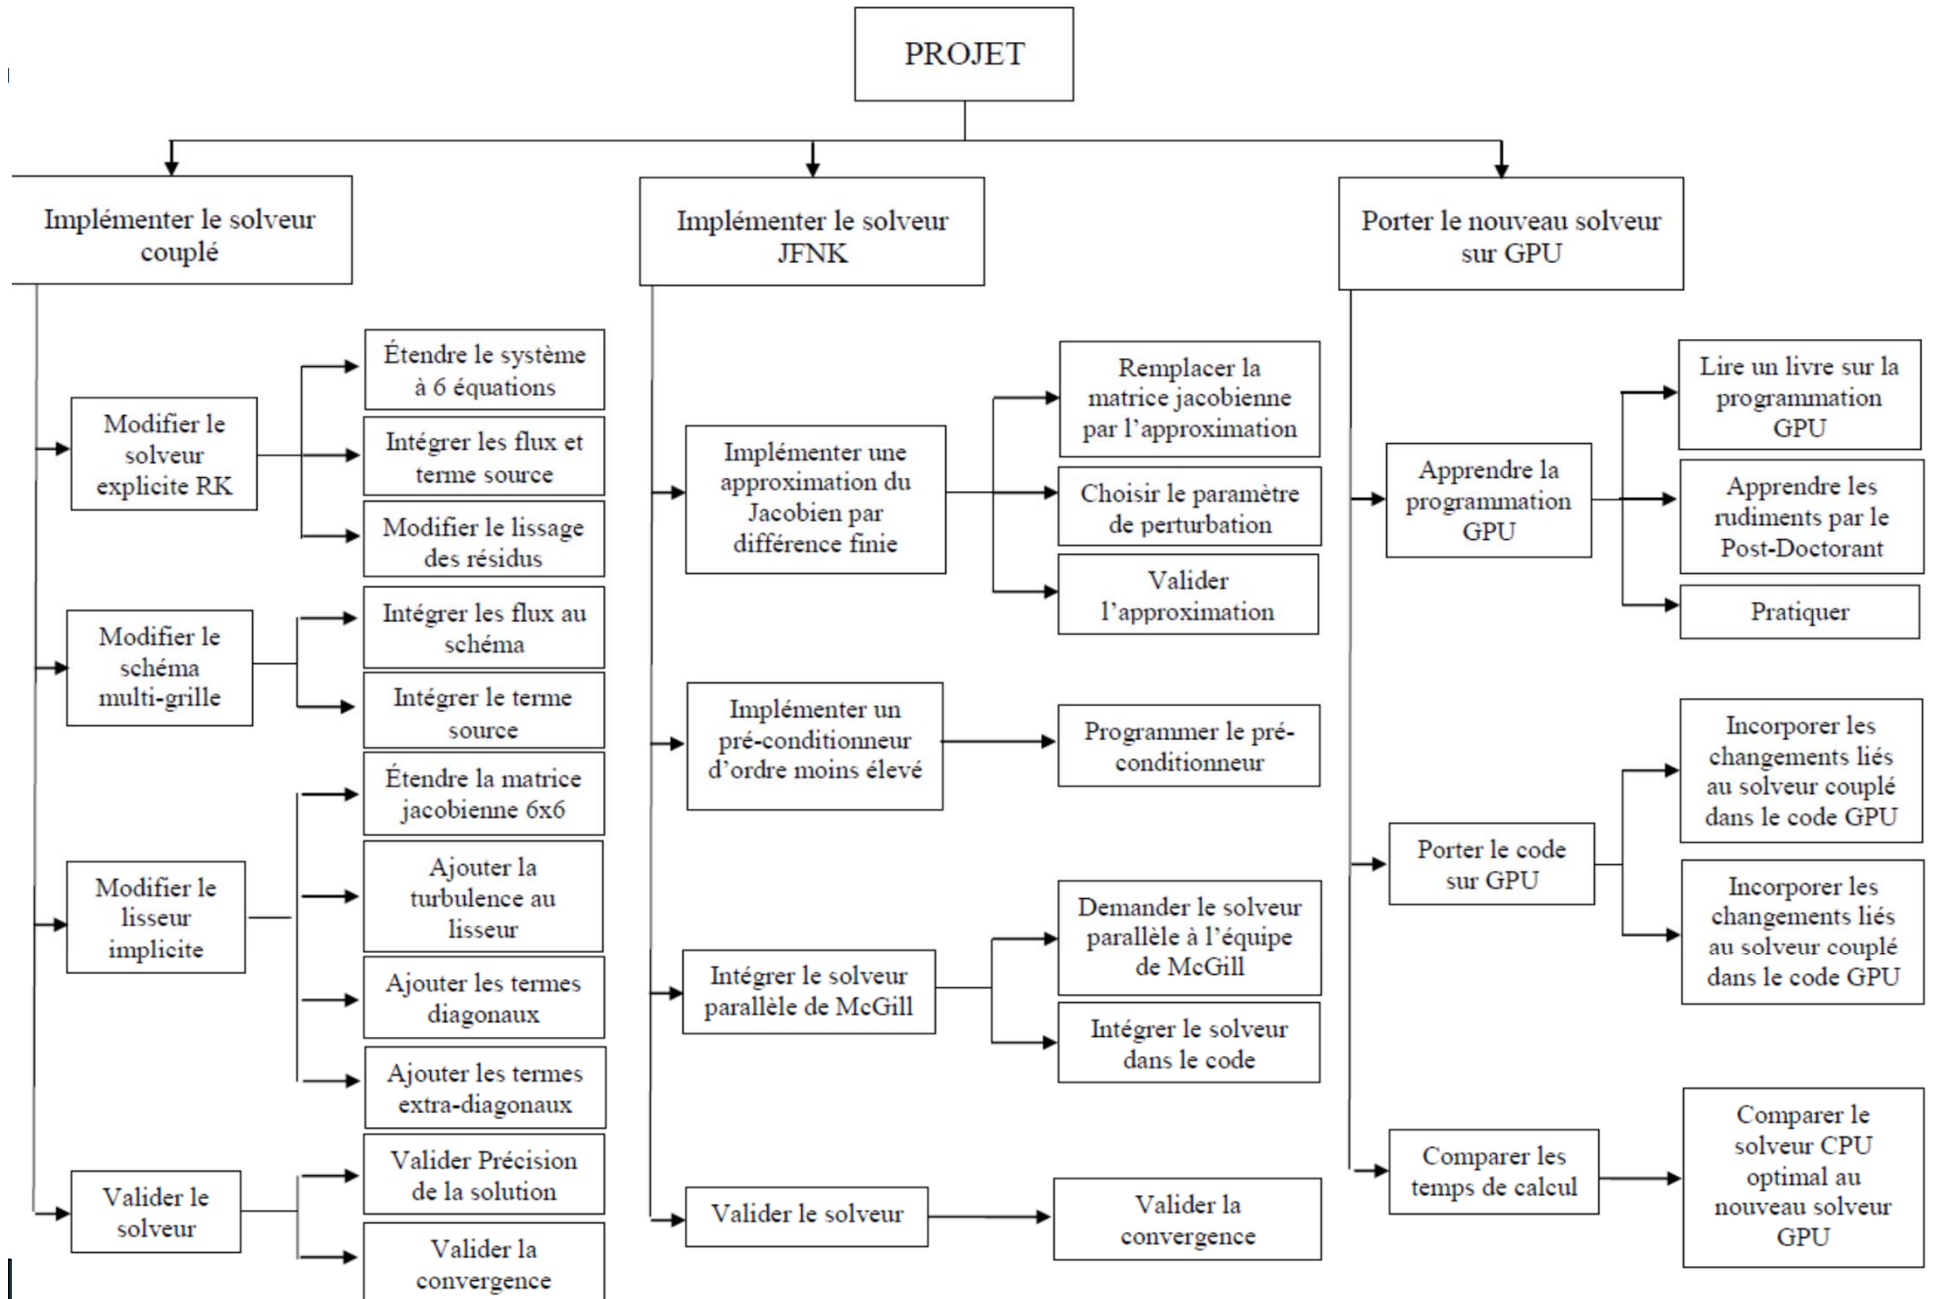 PROJET
Implémenter le solveur
couplé
Modifier le
solveur
explicite RK
Étendre le système
à 6 équations
Intégrer les flux et
terme source
Modifier le lissage
des résidus
Modifier le
schéma
multi-grille
Intégrer les flux au
schéma
Intégrer le terme
source
Modifier le
lisseur
implicite
Étendre la matrice
jacobienne 6x6
Ajouter la
turbulence au
lisseur
Ajouter les termes
diagonaux
Ajouter les termes
extra-diagonaux
Valider le
solveur
Valider Précision
de la solution
Valider la
convergence
Implémenter le solveur
JFNK
Implémenter une
approximation du
Jacobien par
différence finie
Remplacer la
matrice jacobienne
par l’approximation
Choisir le paramètre
de perturbation
Valider
l’approximation
Implémenter un
pré-conditionneur
d’ordre moins élevé
Programmer le pré-
conditionneur
Intégrer le solveur
parallèle de McGill
Demander le solveur
parallèle à l’équipe
de McGill
Intégrer le solveur
dans le code
Valider le solveur
Valider la
convergence
Porter le nouveau solveur
sur GPU
Apprendre la
programmation
GPU
Lire un livre sur la
programmation
GPU
Apprendre les
rudiments par le
Post-Doctorant
Pratiquer
Porter le code
sur GPU
Incorporer les
changements liés
au solveur couplé
dans le code GPU
Incorporer les
changements liés
au solveur couplé
dans le code GPU
Comparer les
temps de calcul
Comparer le
solveur CPU
optimal au
nouveau solveur
GPU